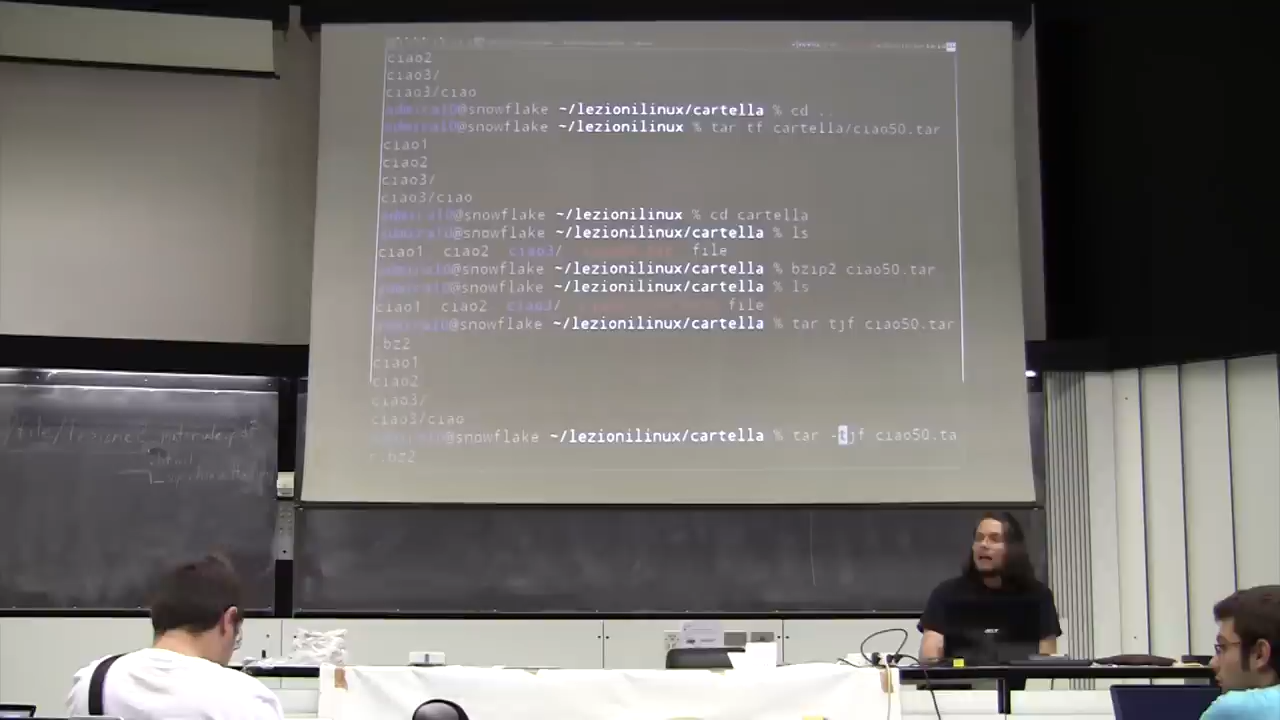 ciao2
ciao3/
ciao3/ciao
@snowflake ~/lezionilinux/cartella % cd ..
@snowflake ~/lezionilinux % tar tf cartella/ciao50.tar
ciao1
ciao2
ciao3/
ciao3/ciao
@snowflake ~/lezionilinux % cd cartella
@snowflake ~/lezionilinux/cartella % ls
ciao1 ciao2 ciao3/ file
@snowflake ~/lezionilinux/cartella % bzip2 ciao50.tar
@snowflake ~/lezionilinux/cartella % ls
ciao1 ciao2 ciao3/ file
@snowflake ~/lezionilinux/cartella % tar tjf ciao50.tar
.bz2
ciao1
ciao2
ciao3/
ciao3/ciao
@snowflake ~/lezionilinux/cartella % tar -tjf ciao50.ta
r.bz2
acer